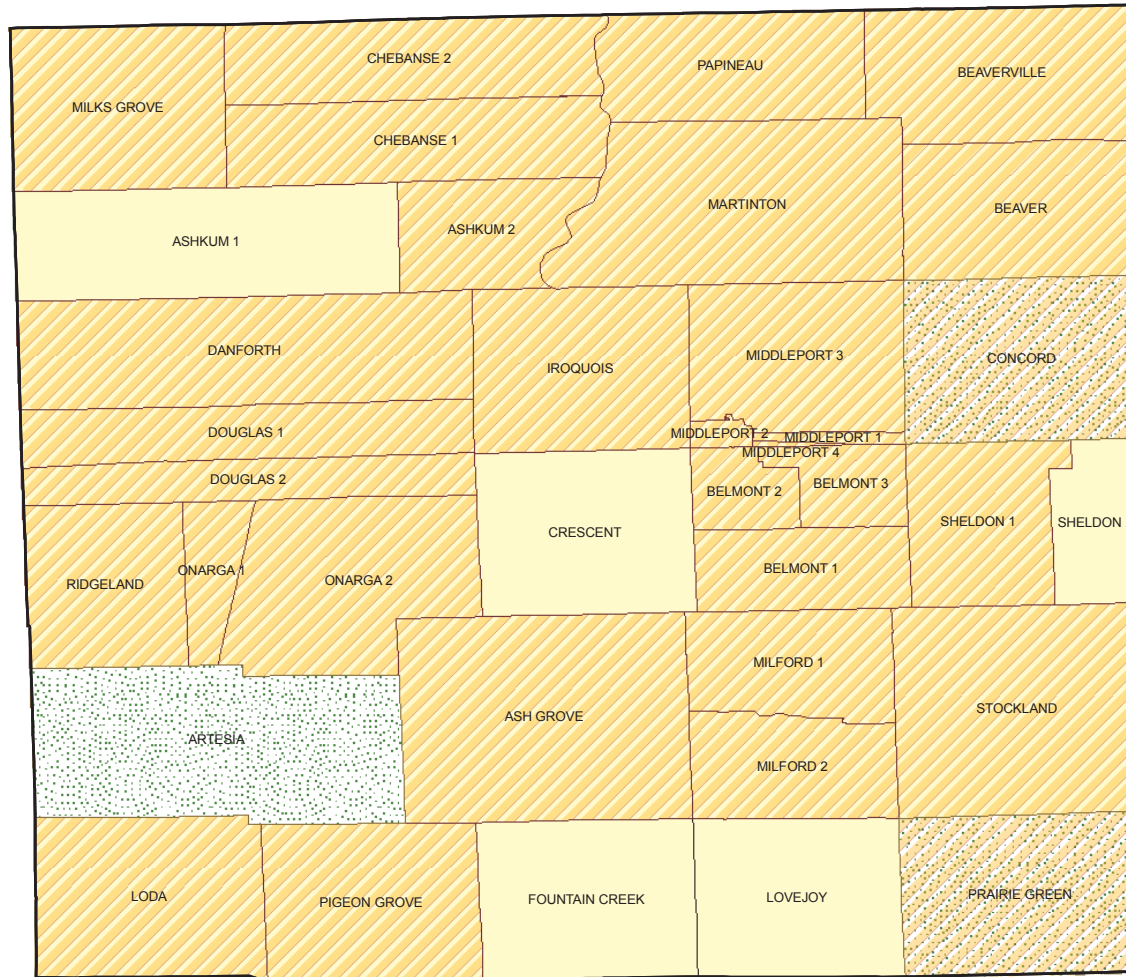 CHEBANSE 2
PAPINEAU
BEAVERVILLE
MILKS GROVE
CHEBANSE 1
MARTINTON
BEAVER
ASHKUM 2
ASHKUM 1
DANFORTH
IROQUOIS
MIDDLEPORT 3
CONCORD
DOUGLAS 1
MIDDLEPORT 2
MIDDLEPORT 1
MIDDLEPORT 4
DOUGLAS 2
BELMONT 2
BELMONT 3
CRESCENT
SHELDON 1
SHELDON
ONARGA 1
RIDGELAND
ONARGA 2
BELMONT 1
MILFORD 1
ASH GROVE
STOCKLAND
ARTESIA
MILFORD 2
LODA
PIGEON GROVE
FOUNTAIN CREEK
LOVEJOY
PRAIRIE GREEN